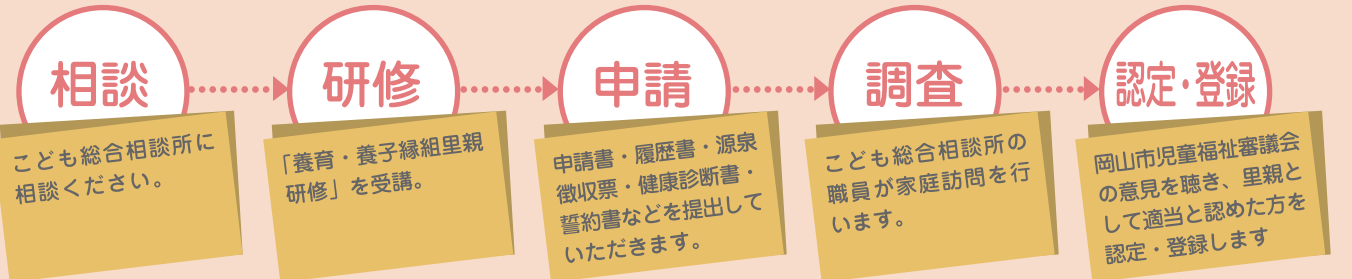 相談
こども総合相談所に
相談ください。
研修
「養育・養子縁組里親
研修」を受講。
申請
申請書・履歴書・源泉
徴収票・健康診断書・
誓約書などを提出して
いただきます。
調査
こども総合相談所の
職員が家庭訪問を行
います。
認定・登録
岡山市児童福祉審議会
の意見を聴き、里親と
して適当と認めた方を
認定・登録します